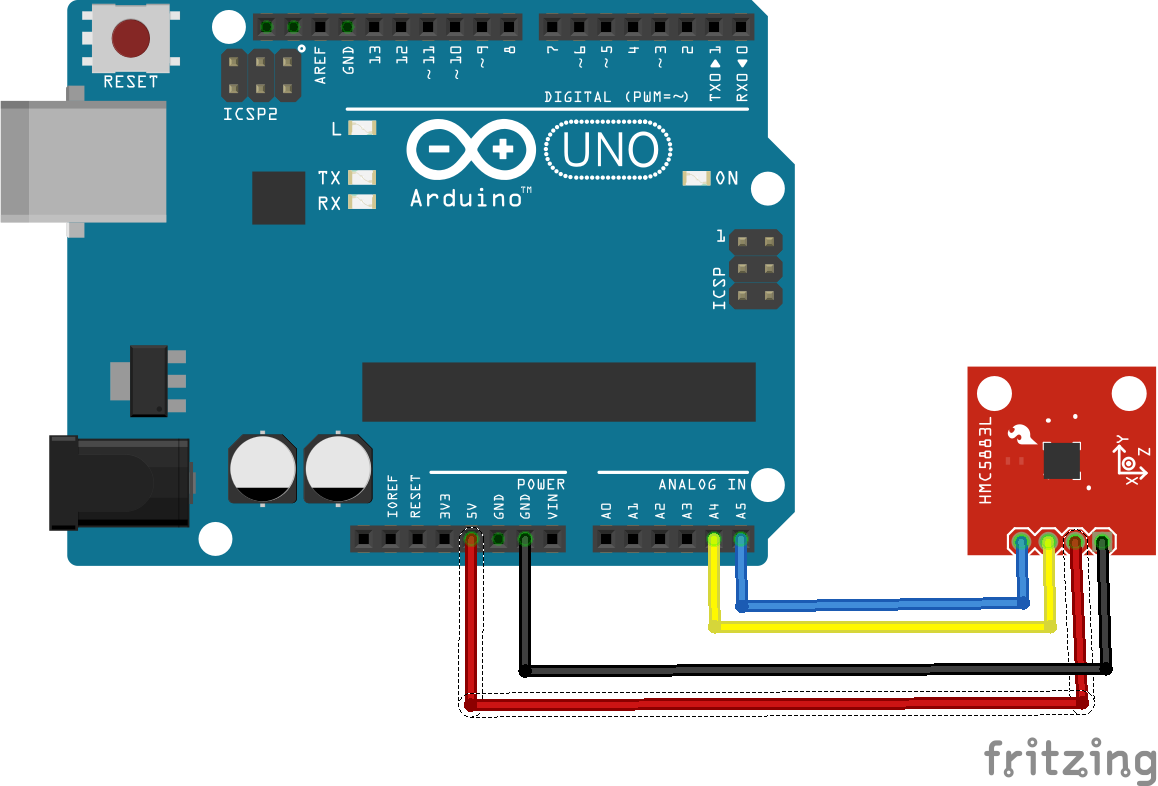 RESET
ICSP2
AREF
GND
13
12
~11
~10
~9
8
7
~6
~5
4
~3
2
TX0▶1
RX0◀0
DIGITAL (PWM=~)
L
TX
RX
Arduino™
UNO
ON
1
ICSP
IOREF
RESET
3V3
5V
GND
GND
VIN
POWER
A0
A1
A2
A3
A4
A5
ANALOG IN
HMC5883L
Y
Z
X
fritzing